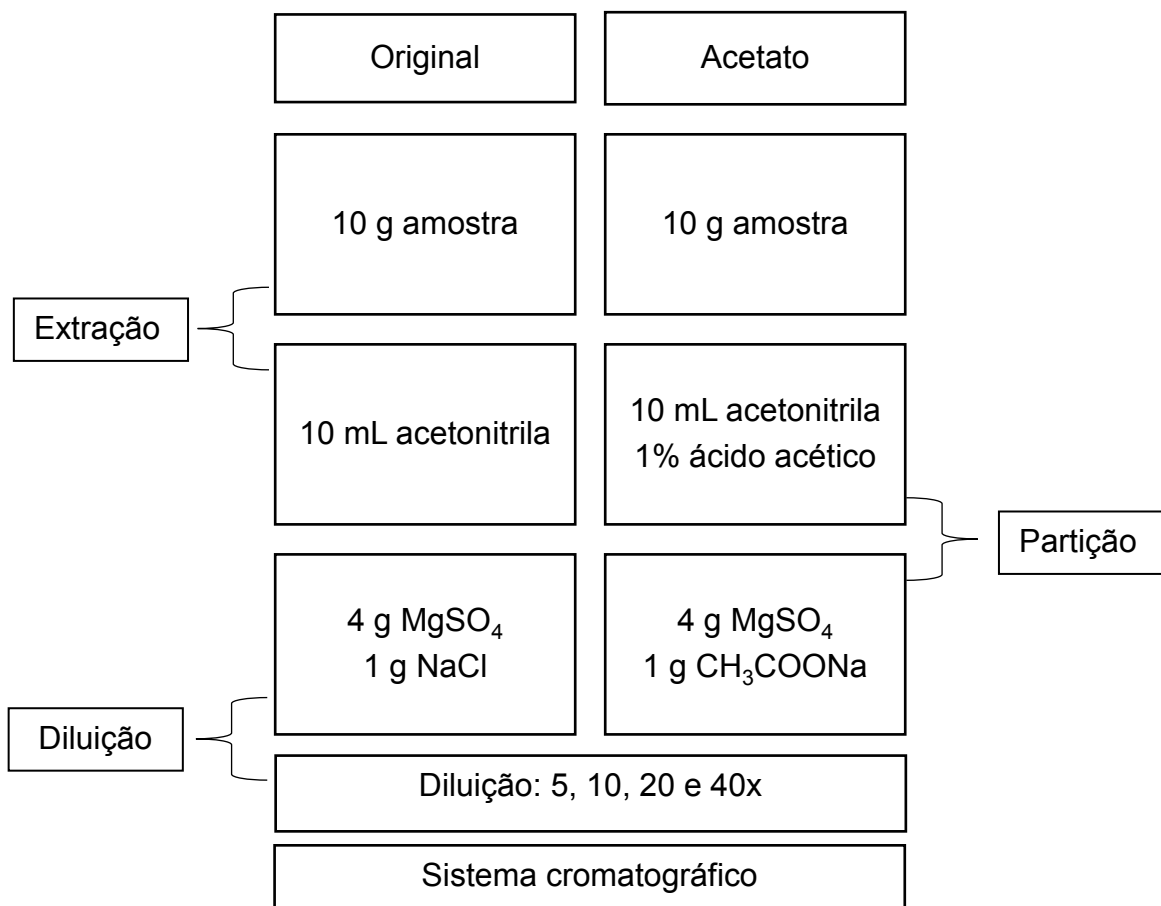 Original
Acetato
10 g amostra
10 g amostra
Extração
10 mL acetonitrila
10 mL acetonitrila
1% ácido acético
Partição
4 g MgSO₄
1 g NaCl
4 g MgSO₄
1 g CH₃COONa
Diluição
Diluição: 5, 10, 20 e 40x
Sistema cromatográfico